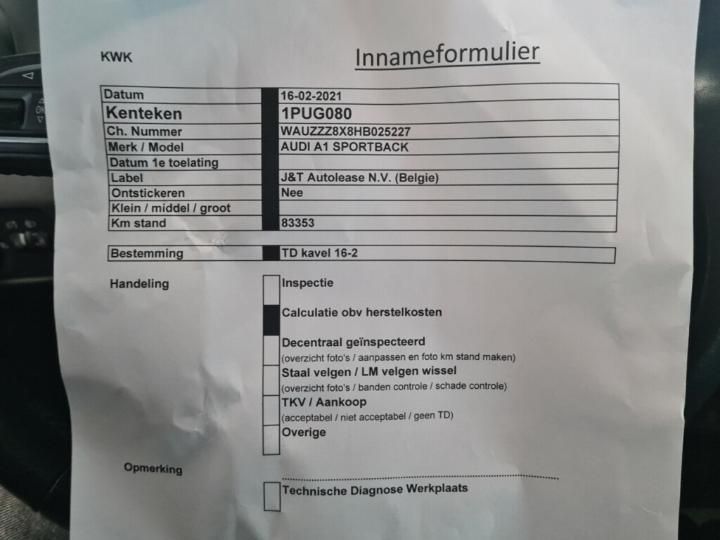 KWK Innameformulier
Datum 16-02-2021
Kenteken 1PUG080
Ch. Nummer WAUZZZ8X8HB025227
Merk / Model AUDI A1 SPORTBACK
Datum 1e toelating
Label J&T Autolease N.V. (Belgie)
Ontstickeren Nee
Klein / middel / groot
Km stand 83353
Bestemming TD kavel 16-2
Handeling Inspectie
Calculatie obv herstelkosten
Decentraal geïnspecteerd
(overzicht foto's / aanpassen en foto km stand maken)
Staal velgen / LM velgen wissel
(overzicht foto's / banden controle / schade controle)
TKV / Aankoop
(acceptabel / niet acceptabel / geen TD)
Overige
Opmerking
Technische Diagnose Werkplaats